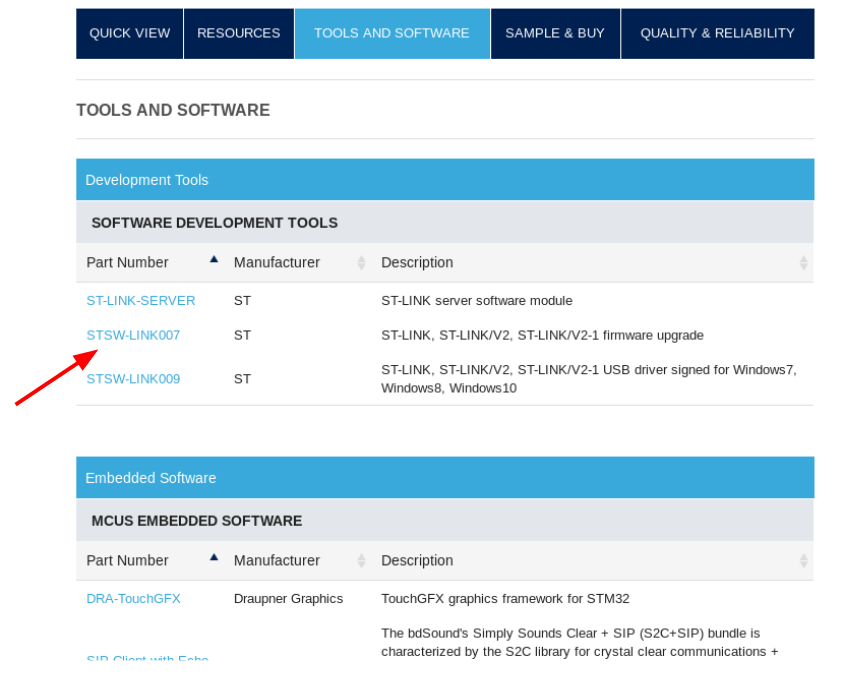 QUICK VIEW RESOURCES TOOLS AND SOFTWARE SAMPLE & BUY QUALITY & RELIABILITY
TOOLS AND SOFTWARE
Development Tools
SOFTWARE DEVELOPMENT TOOLS
Part Number Manufacturer Description
ST-LINK-SERVER ST ST-LINK server software module
STSW-LINK007 ST ST-LINK, ST-LINK/V2, ST-LINK/V2-1 firmware upgrade
STSW-LINK009 ST ST-LINK, ST-LINK/V2, ST-LINK/V2-1 USB driver signed for Windows7,
Windows8, Windows10
Embedded Software
MCUS EMBEDDED SOFTWARE
Part Number Manufacturer Description
DRA-TouchGFX Draupner Graphics TouchGFX graphics framework for STM32
The bdSound's Simply Sounds Clear + SIP (S2C+SIP) bundle is
characterized by the S2C library for crystal clear communications +
SIP Client with Echo